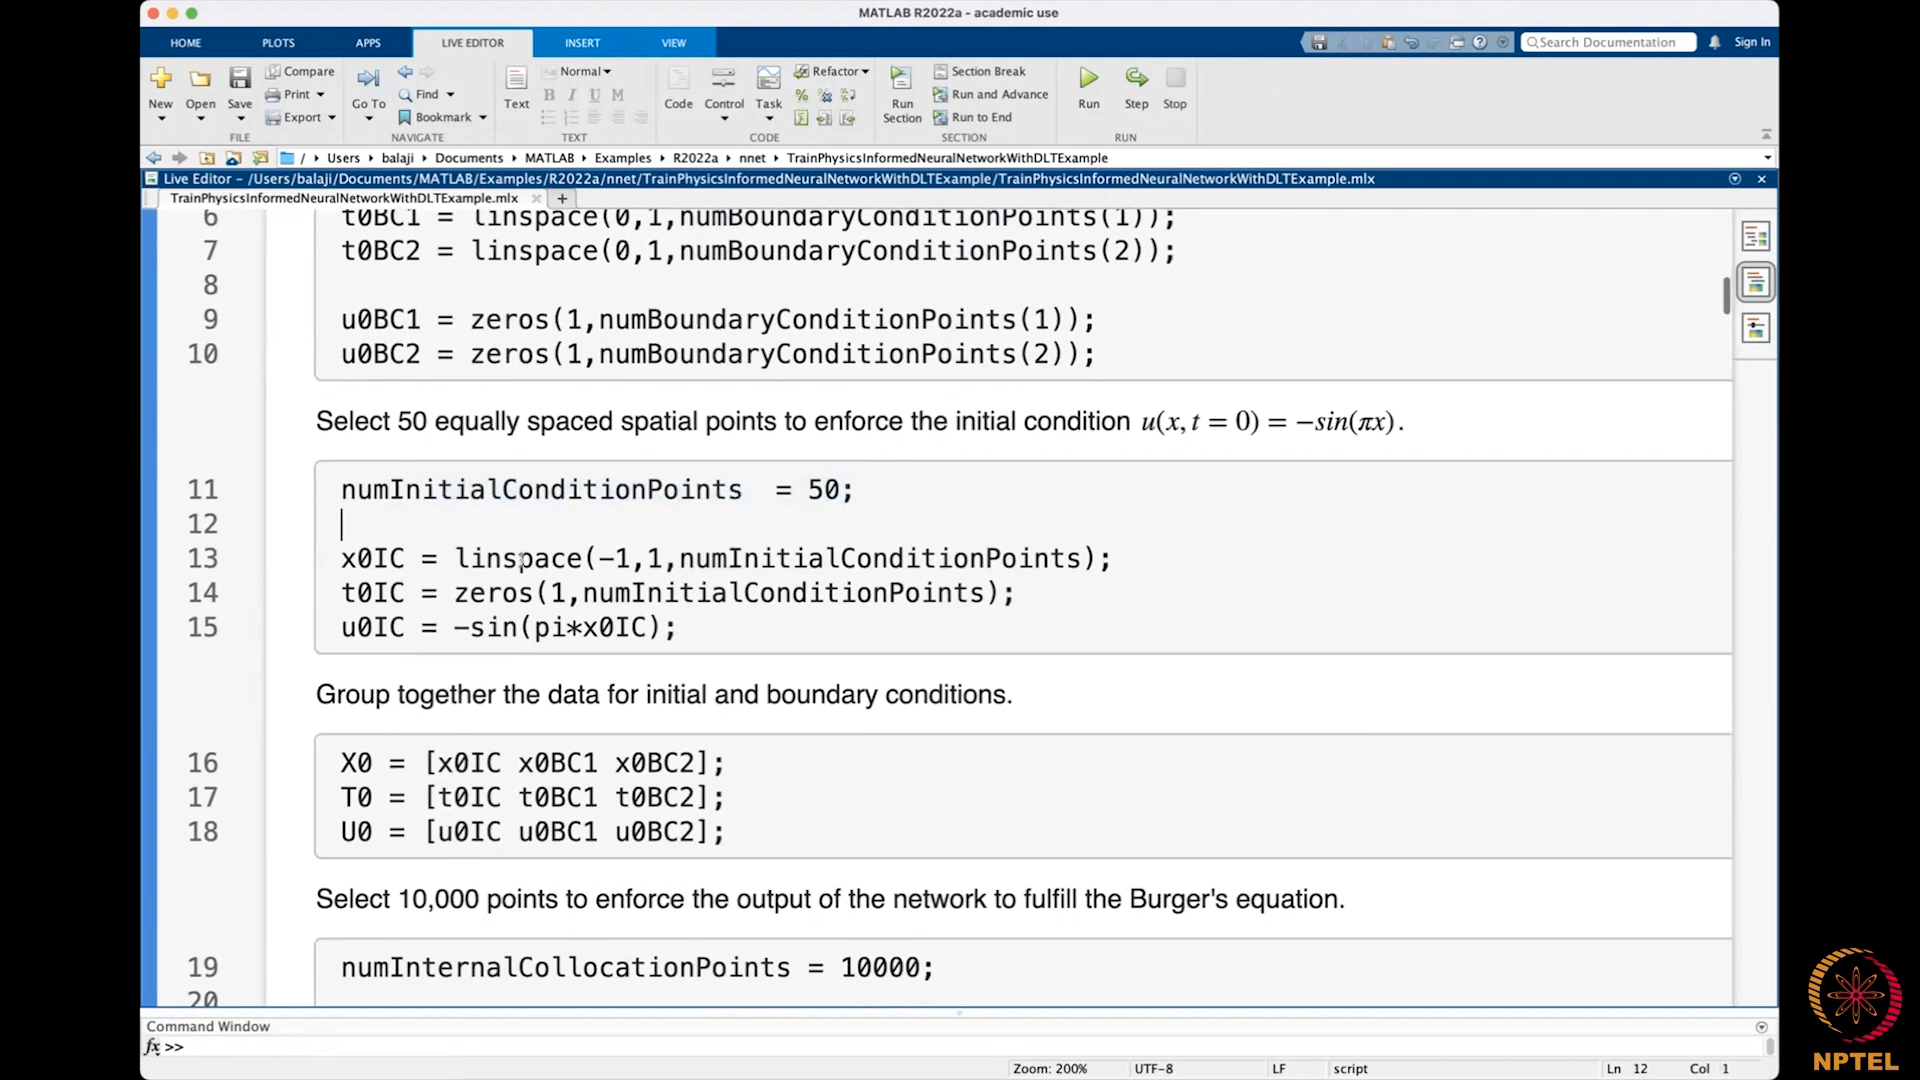 MATLAB R2022a - academic use
HOME PLOTS APPS LIVE EDITOR INSERT VIEW Search Documentation Sign In
New Open Save Compare Print Export FILE
Go To Find Bookmark NAVIGATE
Text Normal B I U M TEXT
Code Control Task Refactor CODE
Run Section Section Break Run and Advance Run to End SECTION
Run Step Stop RUN
/ Users balaji Documents MATLAB Examples R2022a nnet TrainPhysicsInformedNeuralNetworkWithDLTExample
Live Editor - /Users/balaji/Documents/MATLAB/Examples/R2022a/nnet/TrainPhysicsInformedNeuralNetworkWithDLTExample/TrainPhysicsInformedNeuralNetworkWithDLTExample.mlx
TrainPhysicsInformedNeuralNetworkWithDLTExample.mlx
6 t0BC1 = linspace(0,1,numBoundaryConditionPoints(1));
7 t0BC2 = linspace(0,1,numBoundaryConditionPoints(2));
8
9 u0BC1 = zeros(1,numBoundaryConditionPoints(1));
10 u0BC2 = zeros(1,numBoundaryConditionPoints(2));
Select 50 equally spaced spatial points to enforce the initial condition u(x, t = 0) = −sin(πx).
11 numInitialConditionPoints  = 50;
12
13 x0IC = linspace(-1,1,numInitialConditionPoints);
14 t0IC = zeros(1,numInitialConditionPoints);
15 u0IC = -sin(pi*x0IC);
Group together the data for initial and boundary conditions.
16 X0 = [x0IC x0BC1 x0BC2];
17 T0 = [t0IC t0BC1 t0BC2];
18 U0 = [u0IC u0BC1 u0BC2];
Select 10,000 points to enforce the output of the network to fulfill the Burger's equation.
19 numInternalCollocationPoints = 10000;
20
Command Window
fx >>
Zoom: 200% UTF-8 LF script Ln 12 Col 1
NPTEL